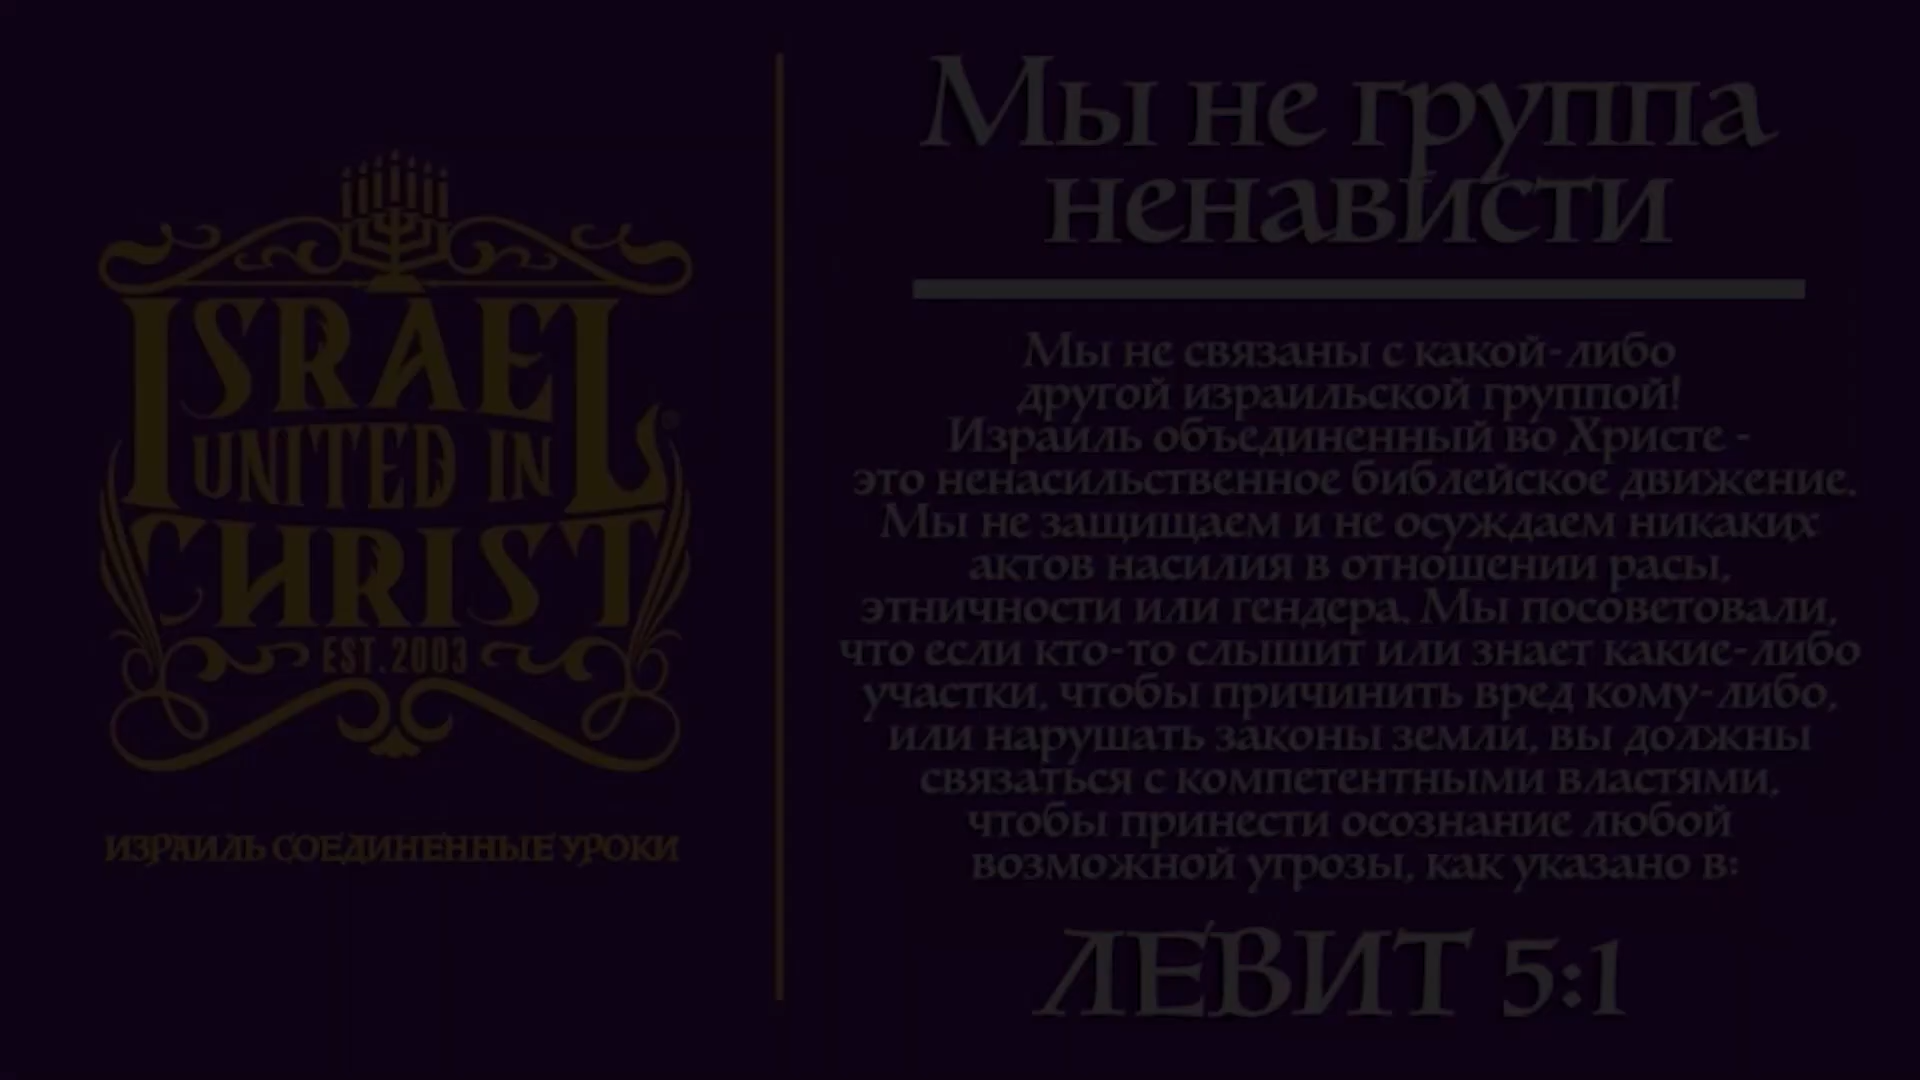 ISRAEL
UNITED IN
CHRIST
EST. 2003
ИЗРАИЛЬ СОЕДИНЕННЫЕ УРОКИ
Мы не группа
ненависти
Мы не связаны с какой-либо
другой израильской группой!
Израиль объединенный во Христе -
это ненасильственное библейское движение.
Мы не защищаем и не осуждаем никаких
актов насилия в отношении расы,
этничности или гендера. Мы посоветовали,
что если кто-то слышит или знает какие-либо
участки, чтобы причинить вред кому-либо,
или нарушать законы земли, вы должны
связаться с компетентными властями,
чтобы принести осознание любой
возможной угрозы, как указано в:
ЛЕВИТ 5:1